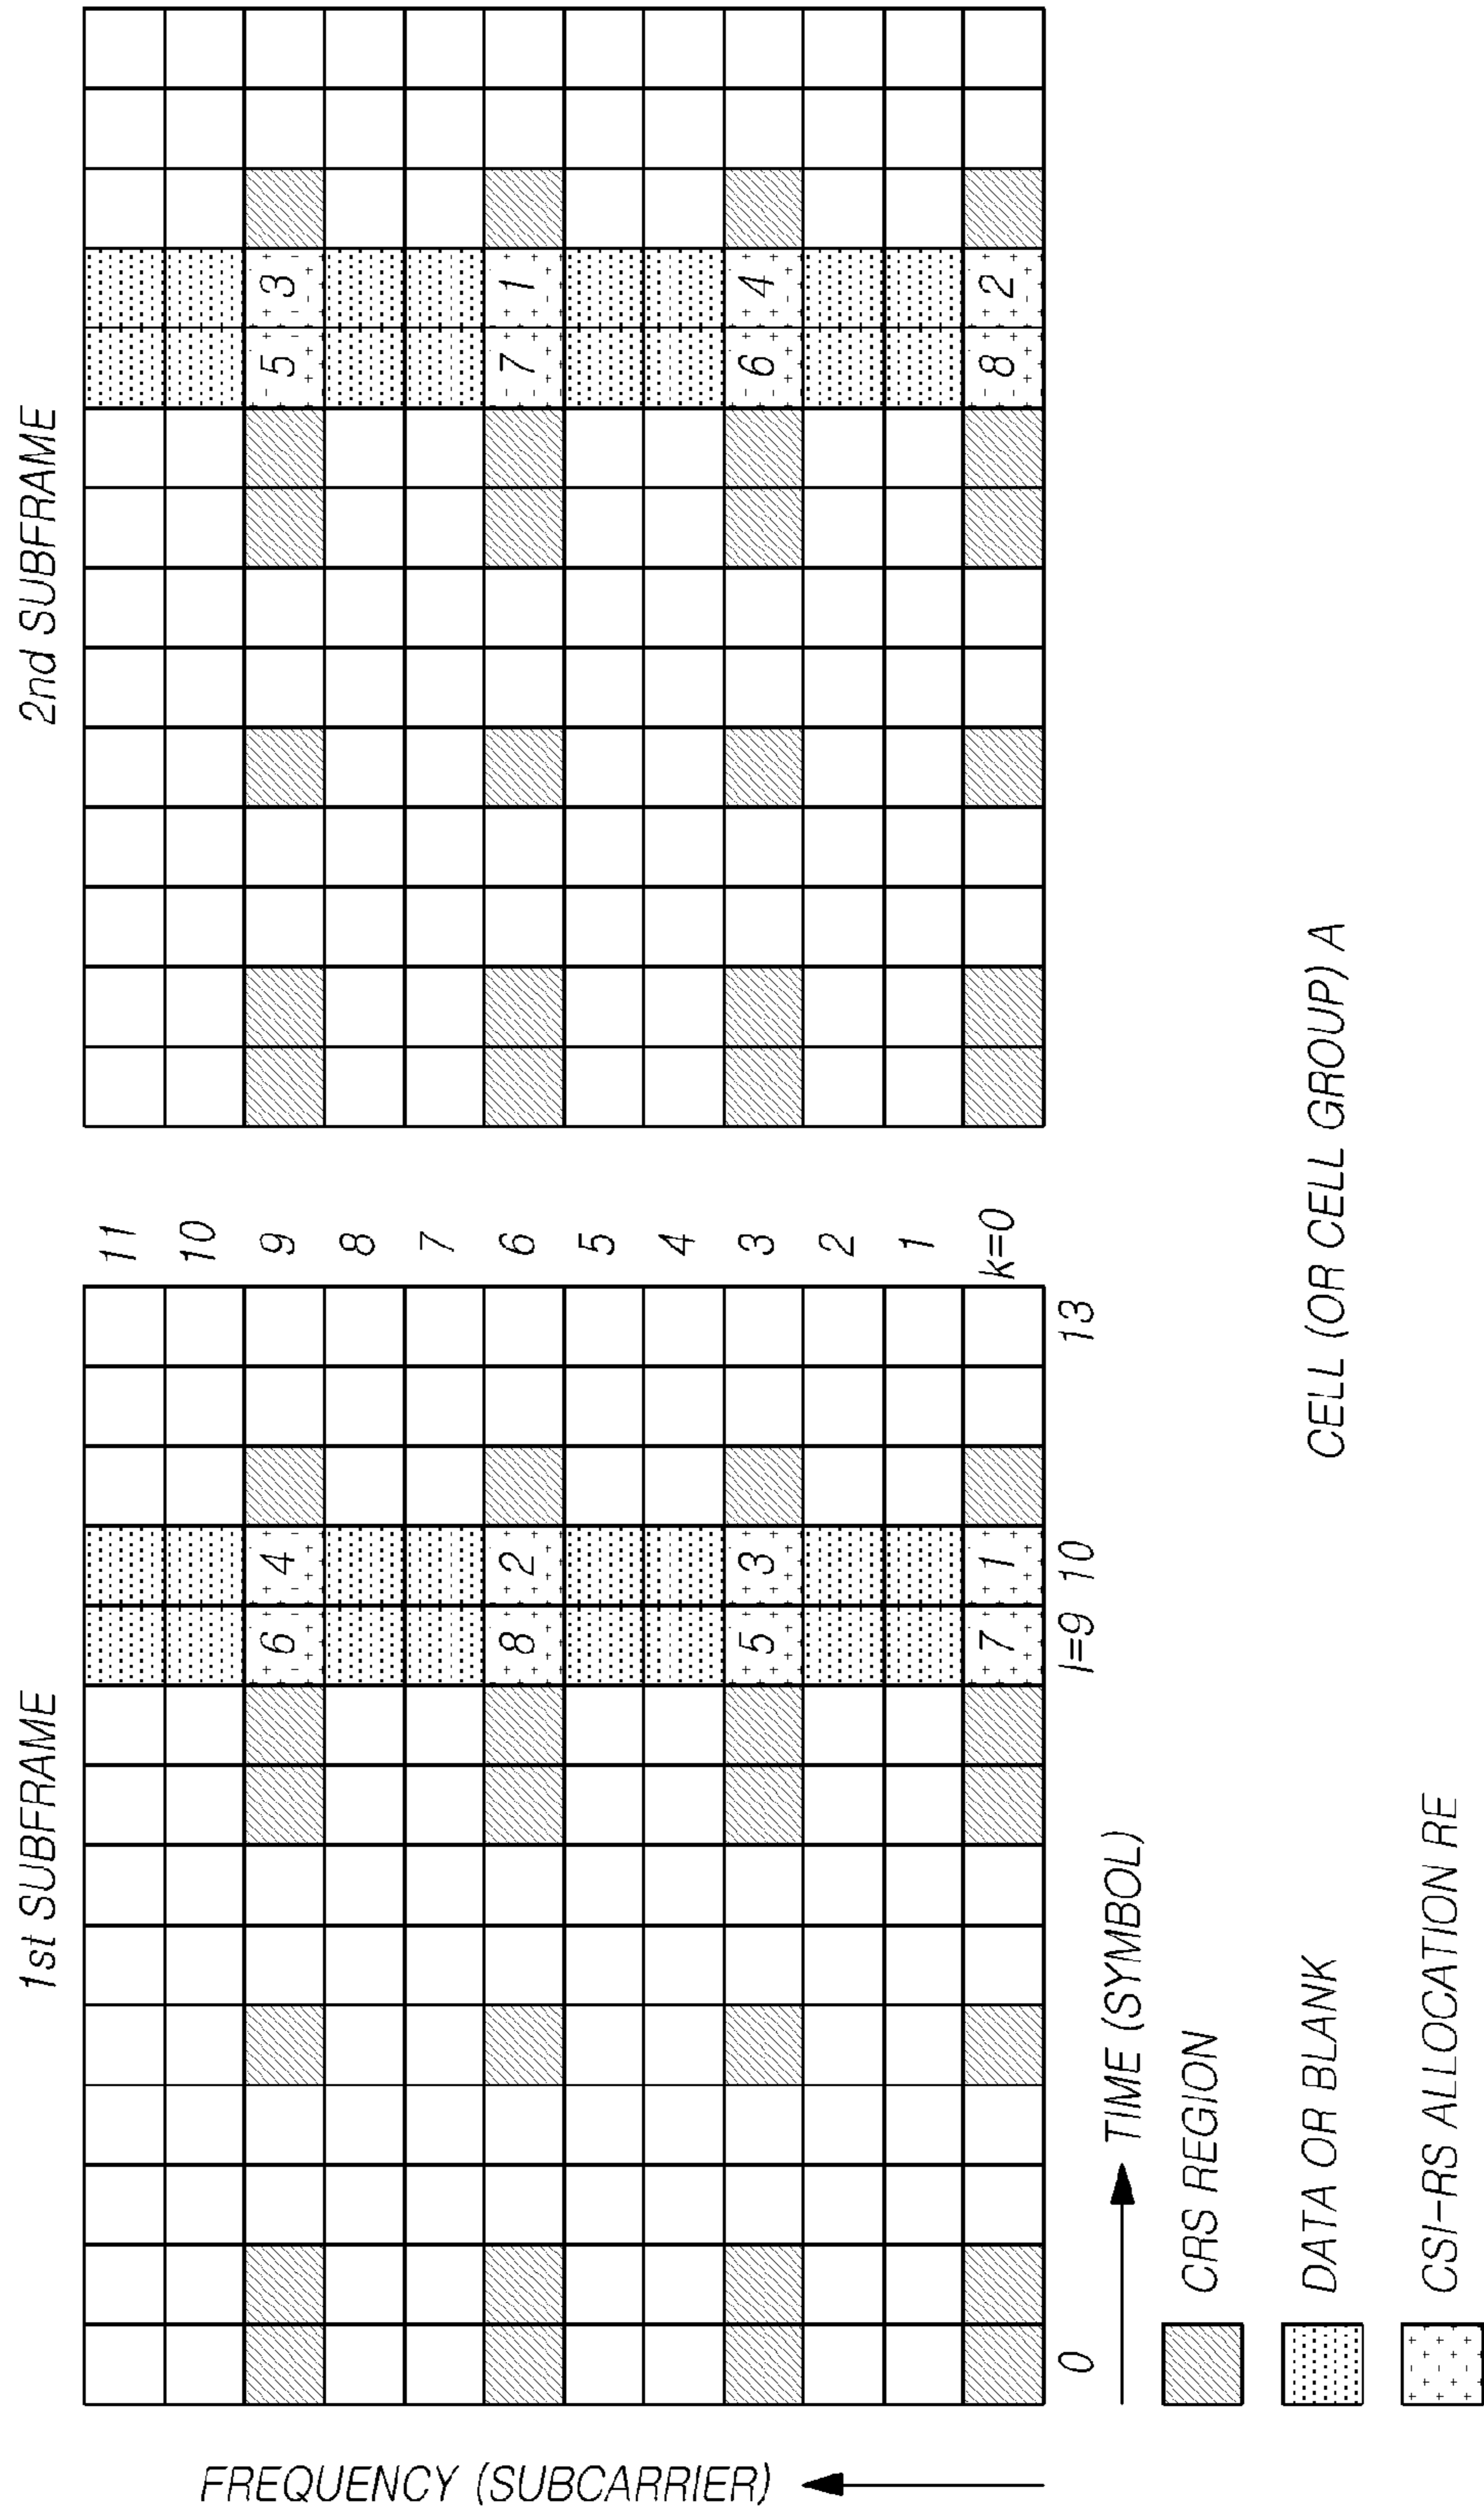 1st SUBFRAME 2nd SUBFRAME
FREQUENCY (SUBCARRIER)
11
10
6 4 9 5 3
8
7
8 2 6 7 1
5
4
5 3 3 6 4
2
1
7 1 k=0 8 2
0 l=9 10 13
TIME (SYMBOL)
CRS REGION
DATA OR BLANK
CELL (OR CELL GROUP) A
CSI-RS ALLOCATION RE